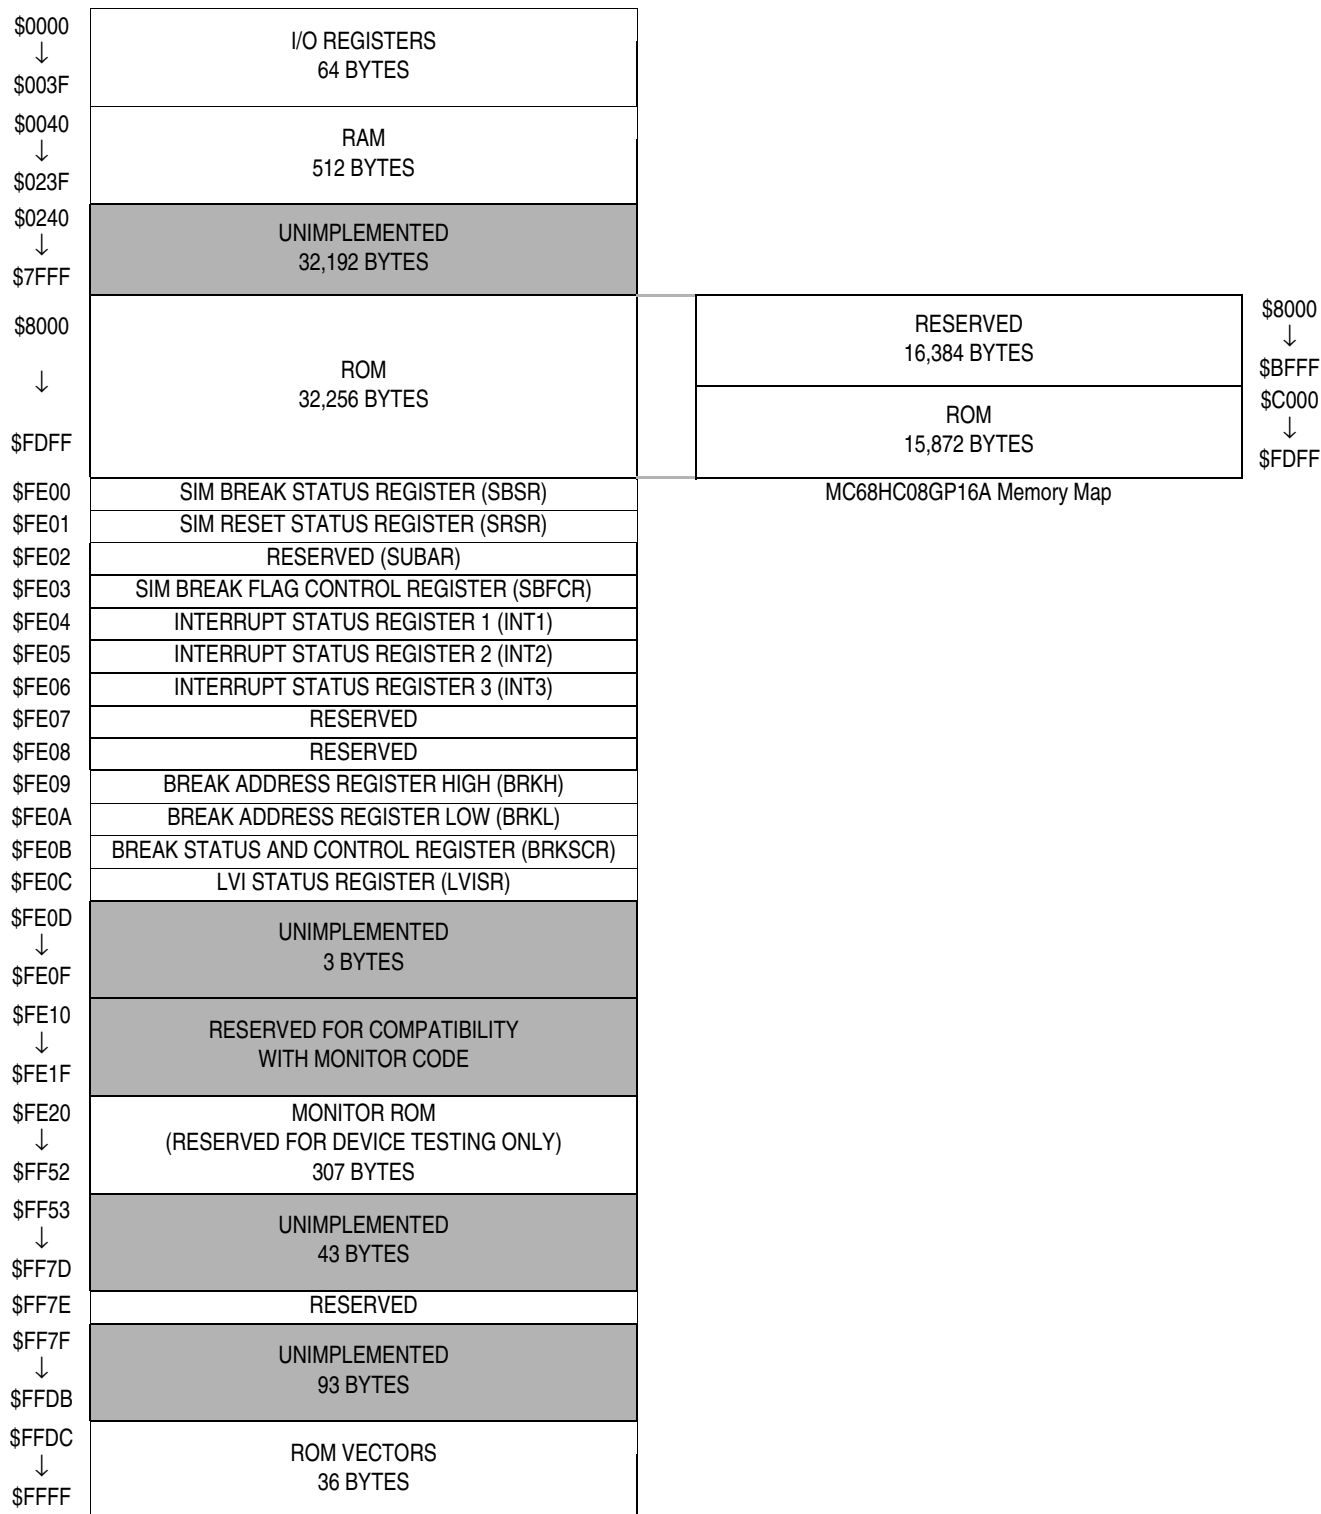 $0000
↓
$003F
I/O REGISTERS
64 BYTES
$0040
↓
$023F
RAM
512 BYTES
$0240
↓
$7FFF
UNIMPLEMENTED
32,192 BYTES
$8000
↓
$FDFF
ROM
32,256 BYTES
RESERVED
16,384 BYTES
$8000
↓
$BFFF
ROM
15,872 BYTES
$C000
↓
$FDFF
MC68HC08GP16A Memory Map
$FE00 SIM BREAK STATUS REGISTER (SBSR)
$FE01 SIM RESET STATUS REGISTER (SRSR)
$FE02 RESERVED (SUBAR)
$FE03 SIM BREAK FLAG CONTROL REGISTER (SBFCR)
$FE04 INTERRUPT STATUS REGISTER 1 (INT1)
$FE05 INTERRUPT STATUS REGISTER 2 (INT2)
$FE06 INTERRUPT STATUS REGISTER 3 (INT3)
$FE07 RESERVED
$FE08 RESERVED
$FE09 BREAK ADDRESS REGISTER HIGH (BRKH)
$FE0A BREAK ADDRESS REGISTER LOW (BRKL)
$FE0B BREAK STATUS AND CONTROL REGISTER (BRKSCR)
$FE0C LVI STATUS REGISTER (LVISR)
$FE0D
↓
$FE0F
UNIMPLEMENTED
3 BYTES
$FE10
↓
$FE1F
RESERVED FOR COMPATIBILITY
WITH MONITOR CODE
$FE20
↓
$FF52
MONITOR ROM
(RESERVED FOR DEVICE TESTING ONLY)
307 BYTES
$FF53
↓
$FF7D
UNIMPLEMENTED
43 BYTES
$FF7E RESERVED
$FF7F
↓
$FFDB
UNIMPLEMENTED
93 BYTES
$FFDC
↓
$FFFF
ROM VECTORS
36 BYTES